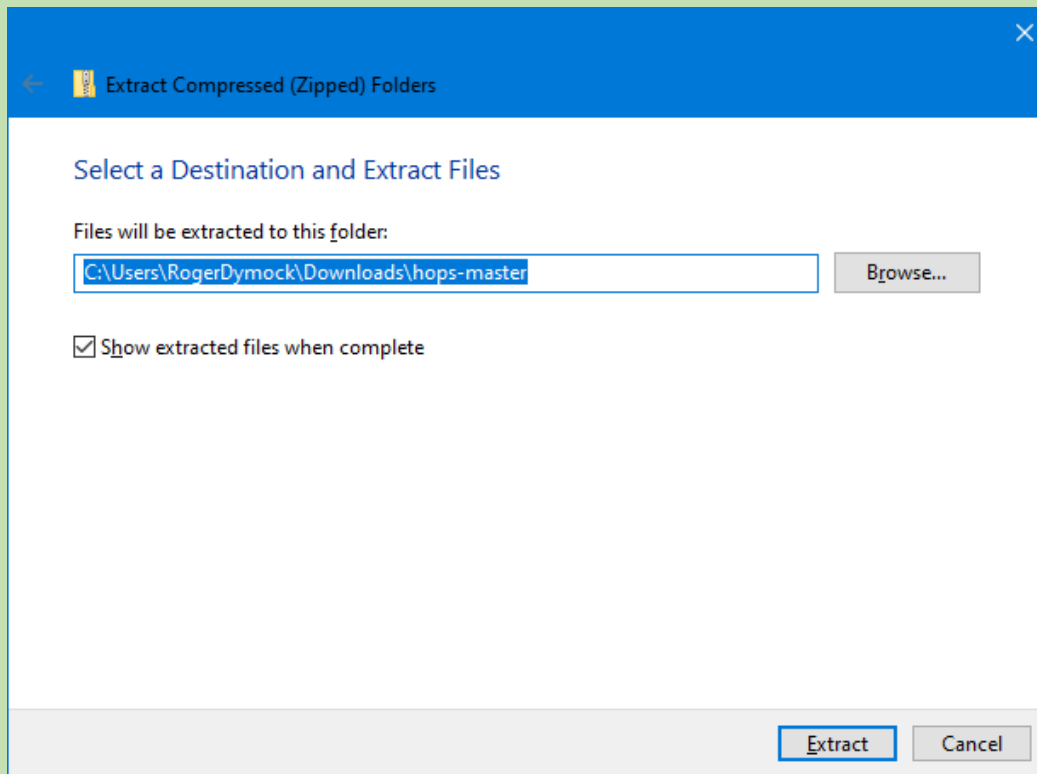 Extract Compressed (Zipped) Folders
Select a Destination and Extract Files
Files will be extracted to this folder:
C:\Users\RogerDymock\Downloads\hops-master
Browse...
Show extracted files when complete
Extract
Cancel